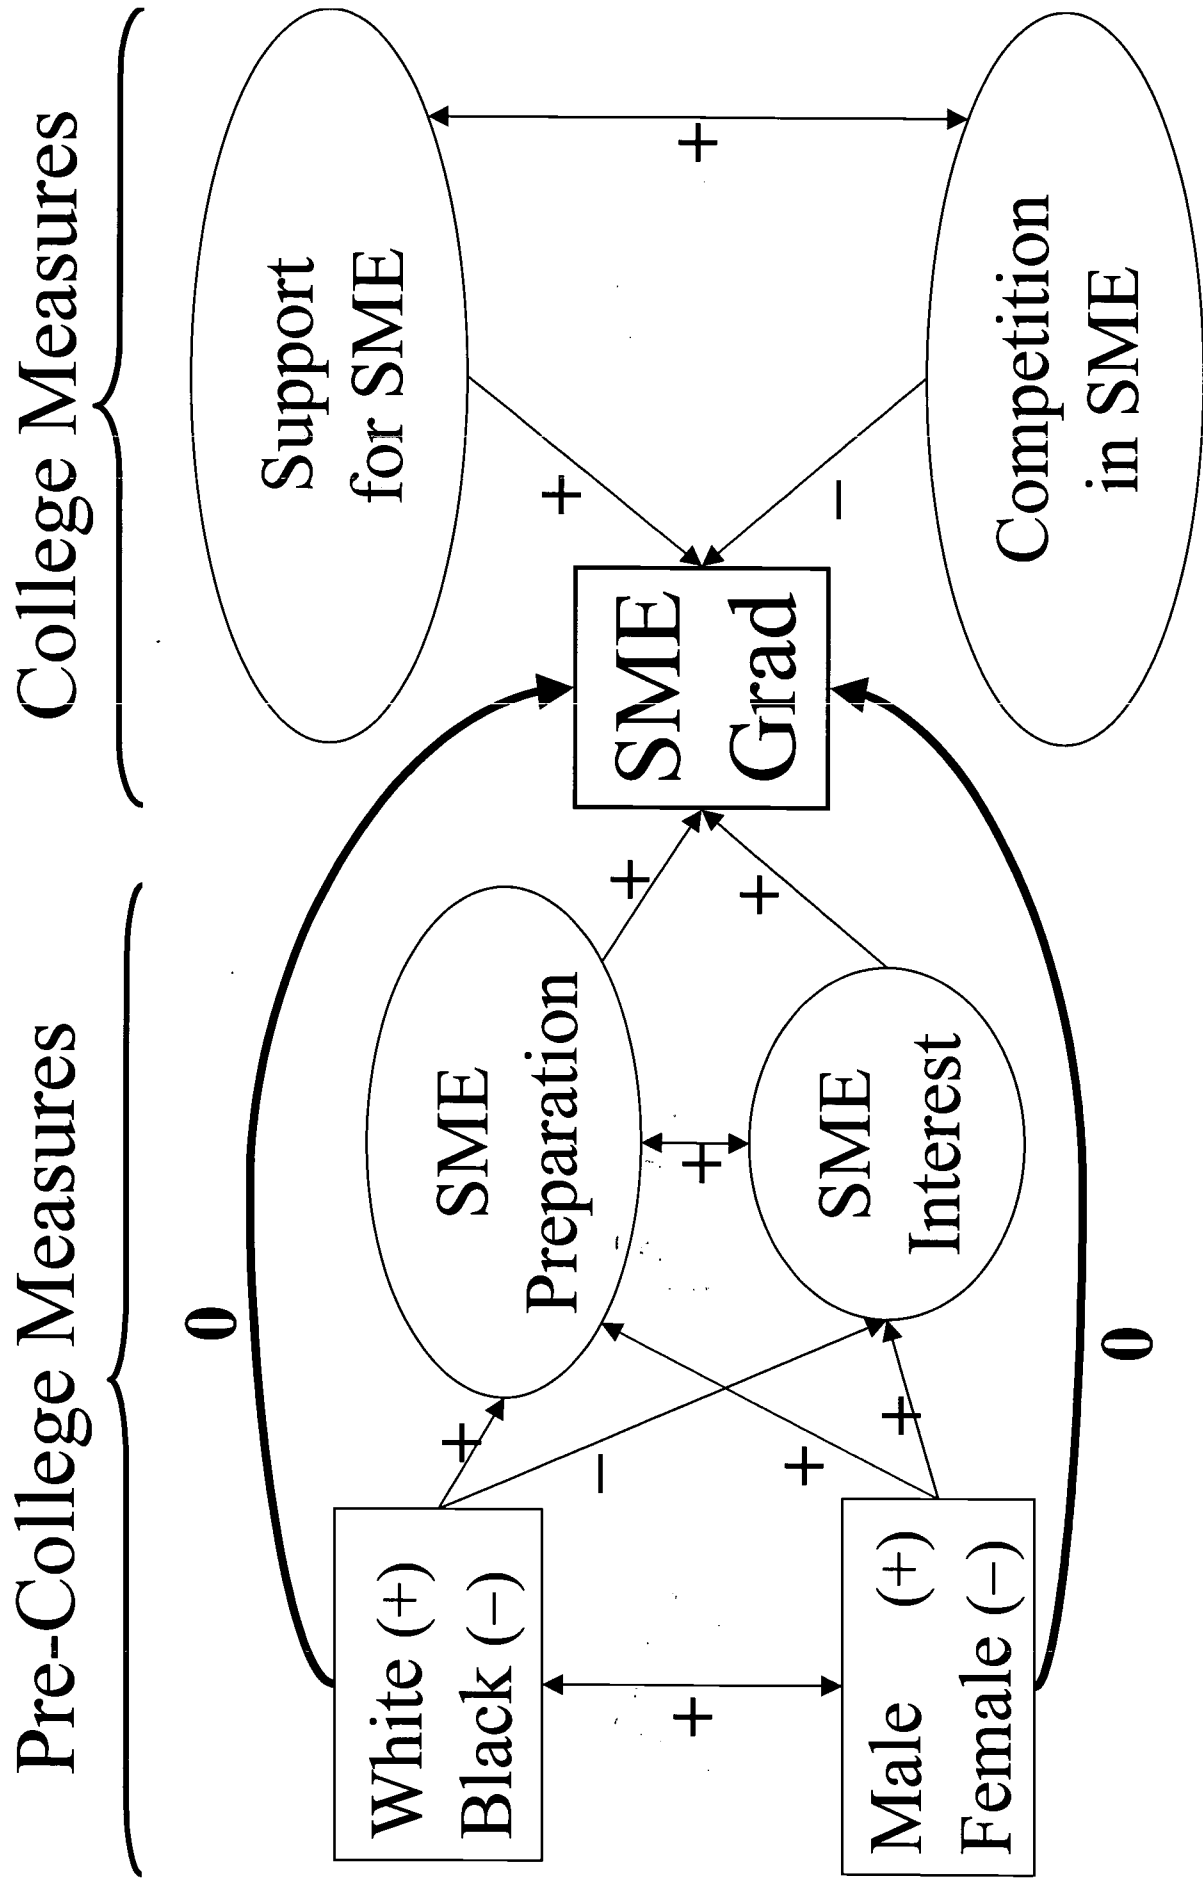 Pre-College Measures
College Measures
0
White (+)
Black (–)
+
–
+
Male (+)
Female (–)
+
+
SME
Preparation
+
SME
Interest
+
+
SME
Grad
Support
for SME
+
+
–
Competition
in SME
0